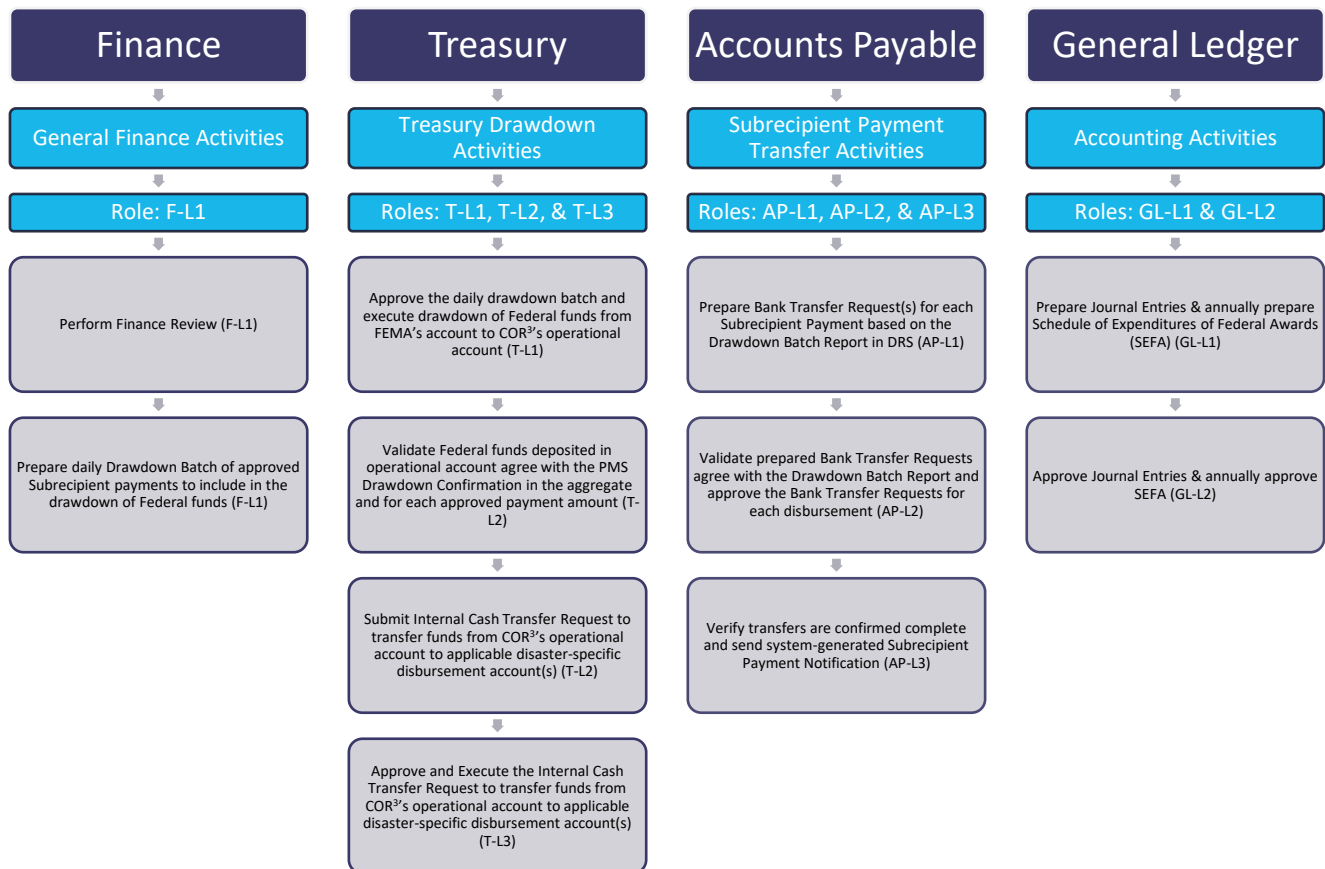 Finance
General Finance Activities
Role: F-L1
Perform Finance Review (F-L1)
Prepare daily Drawdown Batch of approved
Subrecipient payments to include in the
drawdown of Federal funds (F-L1)
Treasury
Treasury Drawdown
Activities
Roles: T-L1, T-L2, & T-L3
Approve the daily drawdown batch and
execute drawdown of Federal funds from
FEMA’s account to COR³’s operational
account (T-L1)
Validate Federal funds deposited in
operational account agree with the PMS
Drawdown Confirmation in the aggregate
and for each approved payment amount (T-
L2)
Submit Internal Cash Transfer Request to
transfer funds from COR³’s operational
account to applicable disaster-specific
disbursement account(s) (T-L2)
Approve and Execute the Internal Cash
Transfer Request to transfer funds from
COR³’s operational account to applicable
disaster-specific disbursement account(s)
(T-L3)
Accounts Payable
Subrecipient Payment
Transfer Activities
Roles: AP-L1, AP-L2, & AP-L3
Prepare Bank Transfer Request(s) for each
Subrecipient Payment based on the
Drawdown Batch Report in DRS (AP-L1)
Validate prepared Bank Transfer Requests
agree with the Drawdown Batch Report and
approve the Bank Transfer Requests for
each disbursement (AP-L2)
Verify transfers are confirmed complete
and send system-generated Subrecipient
Payment Notification (AP-L3)
General Ledger
Accounting Activities
Roles: GL-L1 & GL-L2
Prepare Journal Entries & annually prepare
Schedule of Expenditures of Federal Awards
(SEFA) (GL-L1)
Approve Journal Entries & annually approve
SEFA (GL-L2)